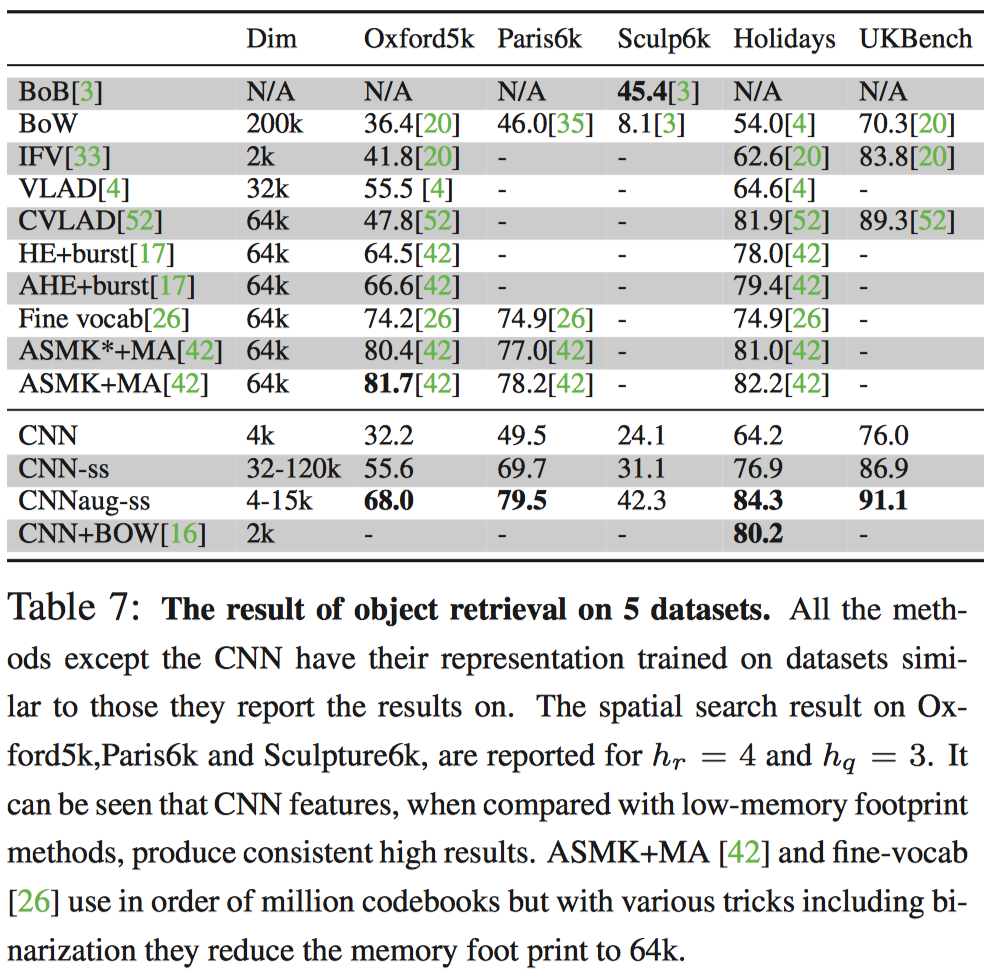 Dim Oxford5k Paris6k Sculp6k Holidays UKBench
BoB[3] N/A N/A N/A 45.4[3] N/A N/A
BoW 200k 36.4[20] 46.0[35] 8.1[3] 54.0[4] 70.3[20]
IFV[33] 2k 41.8[20] - - 62.6[20] 83.8[20]
VLAD[4] 32k 55.5 [4] - - 64.6[4] -
CVLAD[52] 64k 47.8[52] - - 81.9[52] 89.3[52]
HE+burst[17] 64k 64.5[42] - - 78.0[42] -
AHE+burst[17] 64k 66.6[42] - - 79.4[42] -
Fine vocab[26] 64k 74.2[26] 74.9[26] - 74.9[26] -
ASMK*+MA[42] 64k 80.4[42] 77.0[42] - 81.0[42] -
ASMK+MA[42] 64k 81.7[42] 78.2[42] - 82.2[42] -
CNN 4k 32.2 49.5 24.1 64.2 76.0
CNN-ss 32-120k 55.6 69.7 31.1 76.9 86.9
CNNaug-ss 4-15k 68.0 79.5 42.3 84.3 91.1
CNN+BOW[16] 2k - - - 80.2 -
Table 7: The result of object retrieval on 5 datasets. All the meth-
ods except the CNN have their representation trained on datasets simi-
lar to those they report the results on. The spatial search result on Ox-
ford5k,Paris6k and Sculpture6k, are reported for h_r = 4 and h_q = 3. It
can be seen that CNN features, when compared with low-memory footprint
methods, produce consistent high results. ASMK+MA [42] and fine-vocab
[26] use in order of million codebooks but with various tricks including bi-
narization they reduce the memory foot print to 64k.